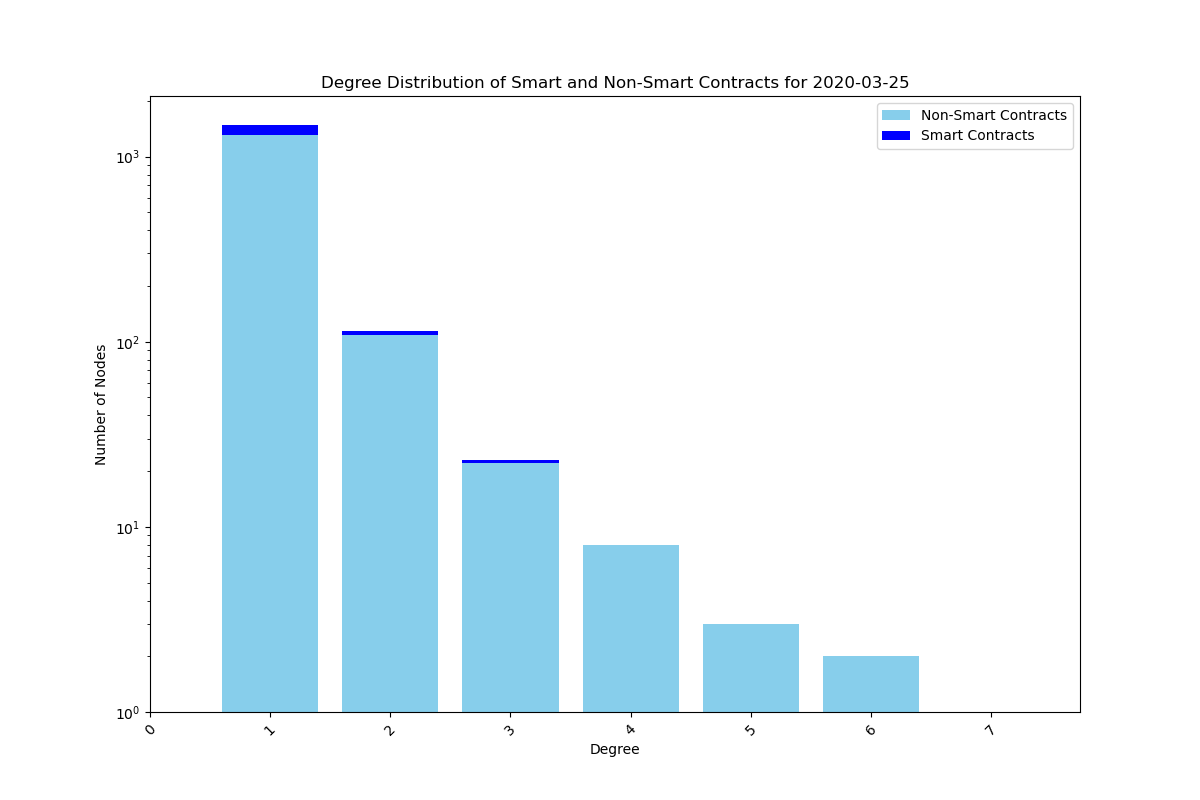 Degree Distribution of Smart and Non-Smart Contracts for 2020-03-25
Non-Smart Contracts
Smart Contracts
Number of Nodes
10³
10²
10¹
10⁰
0 1 2 3 4 5 6 7
Degree